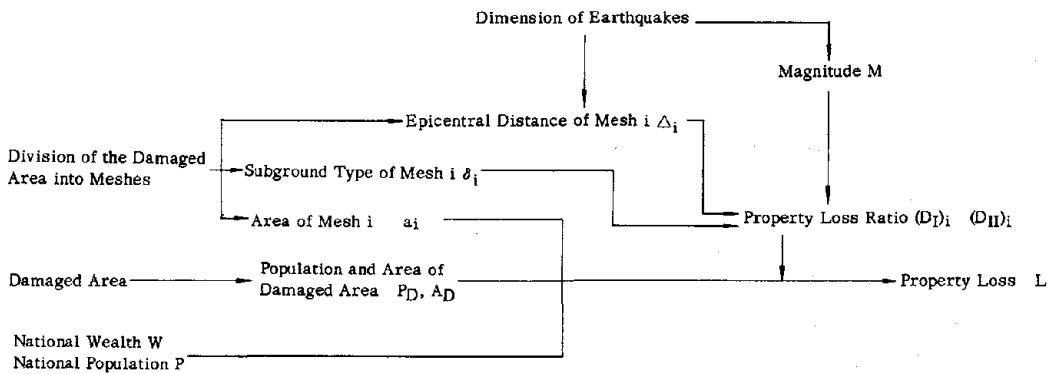 Dimension of Earthquakes
Magnitude M
Epicentral Distance of Mesh i △i
Division of the Damaged
Area into Meshes
Subground Type of Mesh i δi
Area of Mesh i ai
Property Loss Ratio (DI)i (DII)i
Damaged Area
Population and Area of
Damaged Area PD, AD
Property Loss L
National Wealth W
National Population P